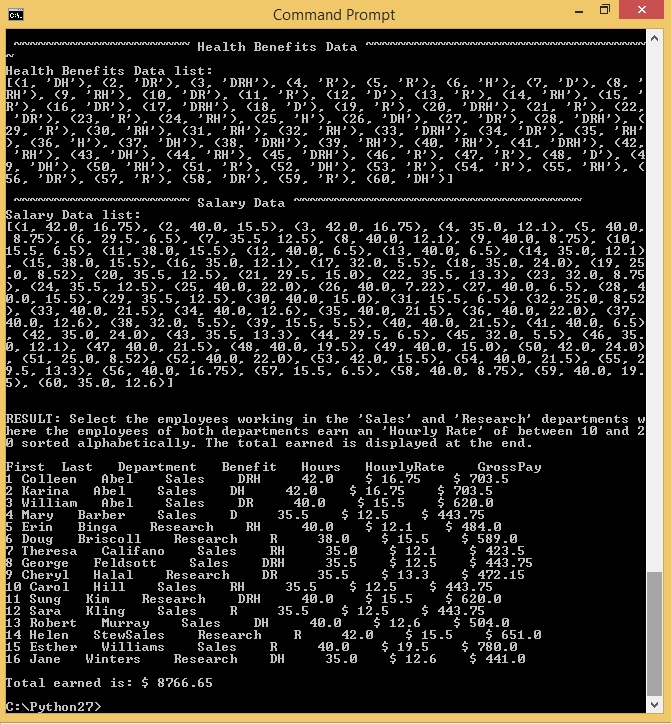 Command Prompt
~~~~~~~~~~~~~~~~~~~~~~~~~~ Health Benefits Data ~~~~~~~~~~~~~~~~~~~~~~~~~~~~~~~~~~~~~~~~~~
~
Health Benefits Data list:
[(1, 'DH'), (2, 'DR'), (3, 'DRH'), (4, 'R'), (5, 'R'), (6, 'H'), (7, 'D'), (8, '
RH'), (9, 'RH'), (10, 'DR'), (11, 'R'), (12, 'D'), (13, 'R'), (14, 'RH'), (15, '
R'), (16, 'DR'), (17, 'DRH'), (18, 'D'), (19, 'R'), (20, 'DRH'), (21, 'R'), (22,
'DR'), (23, 'R'), (24, 'RH'), (25, 'H'), (26, 'DH'), (27, 'DR'), (28, 'DRH'), (
29, 'R'), (30, 'RH'), (31, 'RH'), (32, 'RH'), (33, 'DRH'), (34, 'DR'), (35, 'RH'
), (36, 'H'), (37, 'DH'), (38, 'DRH'), (39, 'RH'), (40, 'RH'), (41, 'DRH'), (42,
'RH'), (43, 'DH'), (44, 'RH'), (45, 'DRH'), (46, 'R'), (47, 'R'), (48, 'D'), (4
9, 'DH'), (50, 'RH'), (51, 'R'), (52, 'DH'), (53, 'R'), (54, 'R'), (55, 'RH'), (
56, 'DR'), (57, 'R'), (58, 'DR'), (59, 'R'), (60, 'DH')]
~~~~~~~~~~~~~~~~~~~~~~~~~~ Salary Data ~~~~~~~~~~~~~~~~~~~~~~~~~~~~~~~~~~~~~~~~~~
Salary Data list:
[(1, 42.0, 16.75), (2, 40.0, 15.5), (3, 42.0, 16.75), (4, 35.0, 12.1), (5, 40.0,
8.75), (6, 29.5, 6.5), (7, 35.5, 12.5), (8, 40.0, 12.1), (9, 40.0, 8.75), (10,
15.5, 6.5), (11, 38.0, 15.5), (12, 40.0, 6.5), (13, 40.0, 6.5), (14, 35.0, 12.1)
, (15, 38.0, 15.5), (16, 35.0, 12.1), (17, 32.0, 5.5), (18, 35.0, 24.0), (19, 25
.0, 8.52), (20, 35.5, 12.5), (21, 29.5, 15.0), (22, 35.5, 13.3), (23, 32.0, 8.75
), (24, 35.5, 12.5), (25, 40.0, 22.0), (26, 40.0, 7.22), (27, 40.0, 6.5), (28, 4
0.0, 15.5), (29, 35.5, 12.5), (30, 40.0, 15.0), (31, 15.5, 6.5), (32, 25.0, 8.52
), (33, 40.0, 21.5), (34, 40.0, 12.6), (35, 40.0, 21.5), (36, 40.0, 22.0), (37,
40.0, 12.6), (38, 32.0, 5.5), (39, 15.5, 5.5), (40, 40.0, 21.5), (41, 40.0, 6.5)
, (42, 35.0, 24.0), (43, 35.5, 13.3), (44, 29.5, 6.5), (45, 32.0, 5.5), (46, 35.
0, 12.1), (47, 40.0, 21.5), (48, 40.0, 19.5), (49, 40.0, 15.0), (50, 42.0, 24.0)
, (51, 25.0, 8.52), (52, 40.0, 22.0), (53, 42.0, 15.5), (54, 40.0, 21.5), (55, 2
9.5, 13.3), (56, 40.0, 16.75), (57, 15.5, 6.5), (58, 40.0, 8.75), (59, 40.0, 19.
5), (60, 35.0, 12.6)]
RESULT: Select the employees working in the 'Sales' and 'Research' departments w
here the employees of both departments earn an 'Hourly Rate' of between 10 and 2
0 sorted alphabetically. The total earned is displayed at the end.
First Last Department Benefit Hours HourlyRate GrossPay
1 Colleen Abel Sales DRH 42.0 $ 16.75 $ 703.5
2 Karina Abel Sales DH 42.0 $ 16.75 $ 703.5
3 William Abel Sales DR 40.0 $ 15.5 $ 620.0
4 Mary Barber Sales D 35.5 $ 12.5 $ 443.75
5 Erin Binga Research RH 40.0 $ 12.1 $ 484.0
6 Doug Briscoll Research R 38.0 $ 15.5 $ 589.0
7 Theresa Califano Sales RH 35.0 $ 12.1 $ 423.5
8 George Feldsott Sales DRH 35.5 $ 12.5 $ 443.75
9 Cheryl Halal Research DR 35.5 $ 13.3 $ 472.15
10 Carol Hill Sales RH 35.5 $ 12.5 $ 443.75
11 Sung Kim Research DRH 40.0 $ 15.5 $ 620.0
12 Sara Kling Sales R 35.5 $ 12.5 $ 443.75
13 Robert Murray Sales DH 40.0 $ 12.6 $ 504.0
14 Helen StewSales Research R 42.0 $ 15.5 $ 651.0
15 Esther Williams Sales R 40.0 $ 19.5 $ 780.0
16 Jane Winters Research DH 35.0 $ 12.6 $ 441.0
Total earned is: $ 8766.65
C:\Python27>